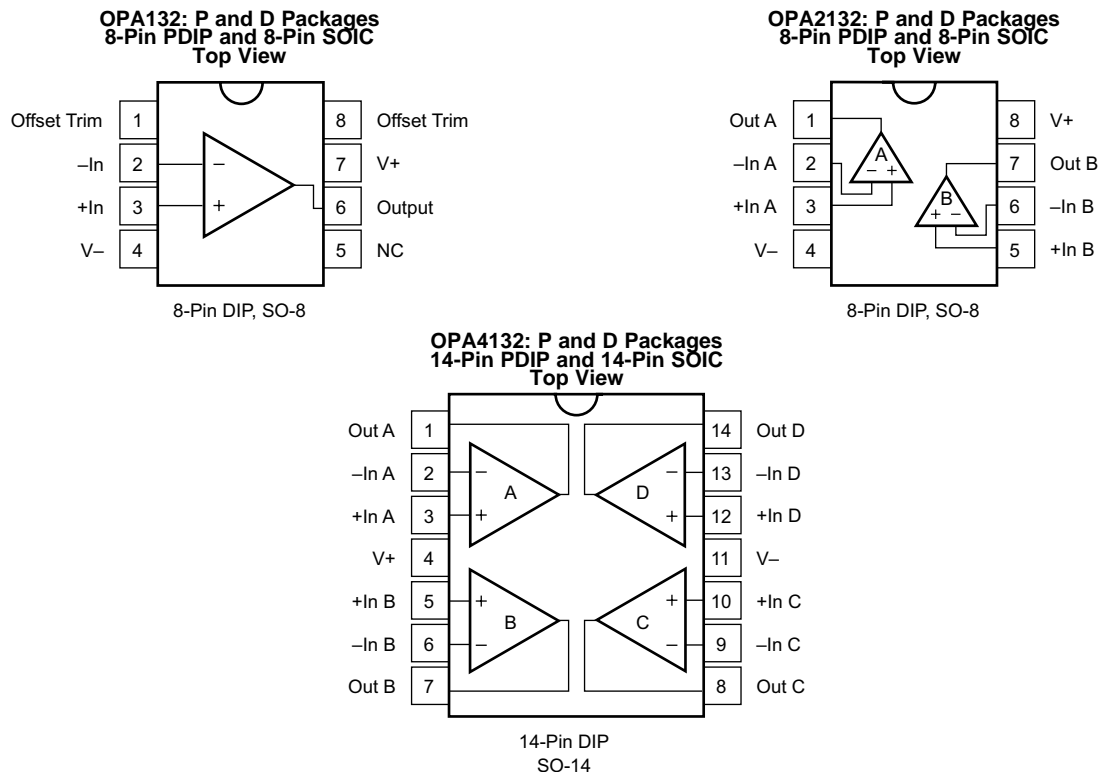 OPA132: P and D Packages
8-Pin PDIP and 8-Pin SOIC
Top View
Offset Trim 1 8 Offset Trim
–In 2 − 7 V+
+In 3 + 6 Output
V– 4 5 NC
8-Pin DIP, SO-8
OPA2132: P and D Packages
8-Pin PDIP and 8-Pin SOIC
Top View
Out A 1 8 V+
–In A 2 A − + 7 Out B
+In A 3 B + − 6 –In B
V– 4 5 +In B
8-Pin DIP, SO-8
OPA4132: P and D Packages
14-Pin PDIP and 14-Pin SOIC
Top View
Out A 1 14 Out D
–In A 2 − − 13 –In D
A D
+In A 3 + + 12 +In D
V+ 4 11 V–
+In B 5 + + 10 +In C
B C
–In B 6 − − 9 –In C
Out B 7 8 Out C
14-Pin DIP
SO-14